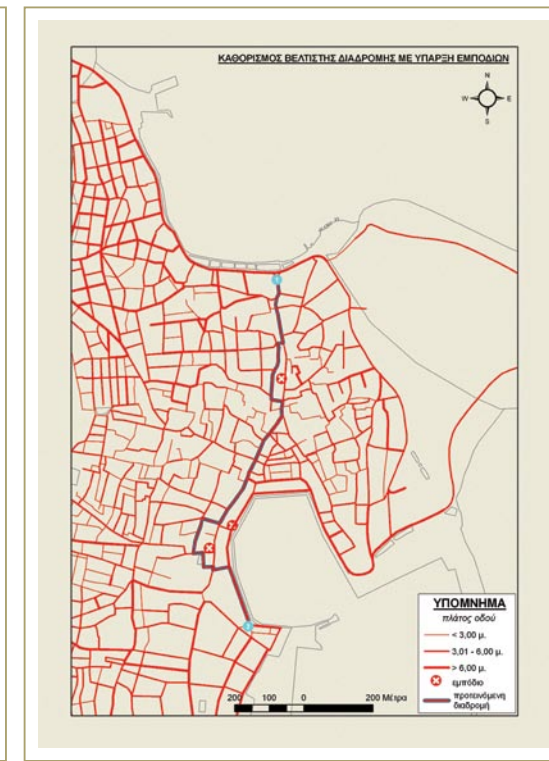 ΚΑΘΟΡΙΣΜΟΣ ΒΕΛΤΙΣΤΗΣ ΔΙΑΔΡΟΜΗΣ ΜΕ ΥΠΑΡΞΗ ΕΜΠΟΔΙΩΝ
N
W E
S
ΥΠΟΜΝΗΜΑ
πλάτος οδού
< 3,00 μ.
3,01 - 6,00 μ.
> 6,00 μ.
εμπόδιο
προτεινόμενη
διαδρομή
200 100 0 200 Μέτρα